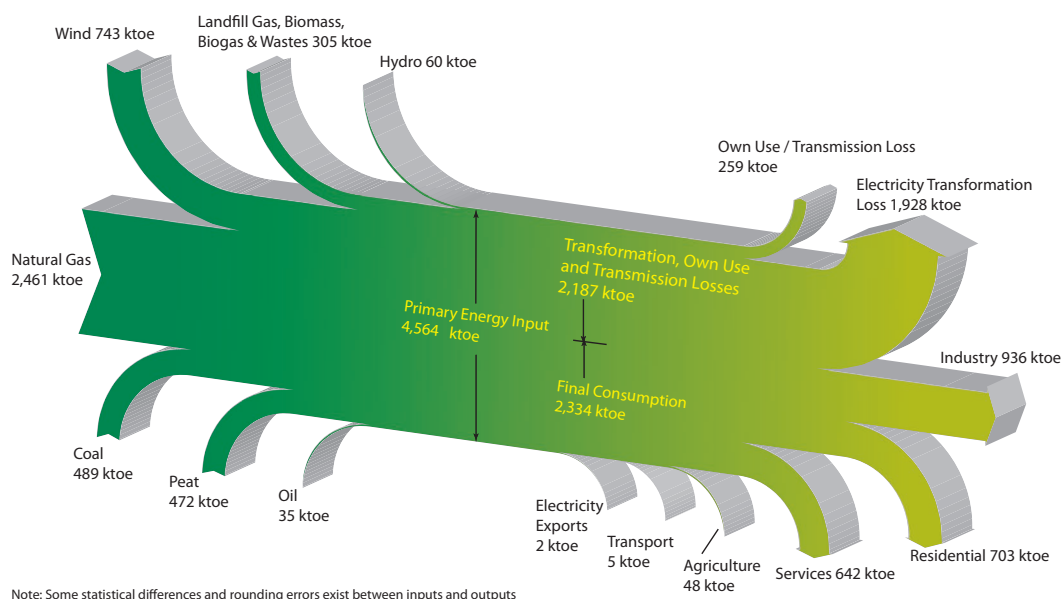 Wind 743 ktoe
Landfill Gas, Biomass,
Biogas & Wastes 305 ktoe
Hydro 60 ktoe
Own Use / Transmission Loss
259 ktoe
Electricity Transformation
Loss 1,928 ktoe
Natural Gas
2,461 ktoe
Transformation, Own Use
and Transmission Losses
2,187 ktoe
Primary Energy Input
4,564 ktoe
Final Consumption
2,334 ktoe
Industry 936 ktoe
Coal
489 ktoe
Peat
472 ktoe
Oil
35 ktoe
Electricity
Exports
2 ktoe
Transport
5 ktoe
Agriculture
48 ktoe
Services 642 ktoe
Residential 703 ktoe
Note: Some statistical differences and rounding errors exist between inputs and outputs